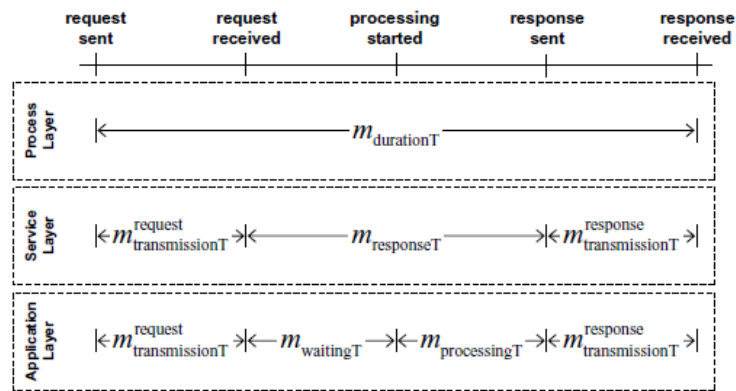 request sent
request received
processing started
response sent
response received
Process Layer
m durationT
Service Layer
m request transmissionT
m responseT
m response transmissionT
Application Layer
m request transmissionT
m waitingT
m processingT
m response transmissionT